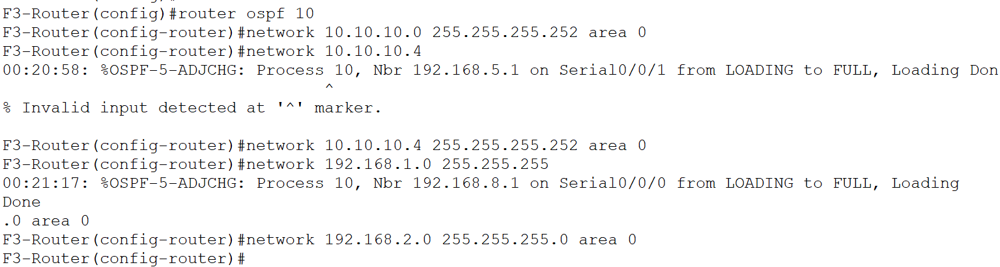 F3-Router(config)#router ospf 10
F3-Router(config-router)#network 10.10.10.0 255.255.255.252 area 0
F3-Router(config-router)#network 10.10.10.4
00:20:58: %OSPF-5-ADJCHG: Process 10, Nbr 192.168.5.1 on Serial0/0/1 from LOADING to FULL, Loading Don
^
% Invalid input detected at '^' marker.
F3-Router(config-router)#network 10.10.10.4 255.255.255.252 area 0
F3-Router(config-router)#network 192.168.1.0 255.255.255
00:21:17: %OSPF-5-ADJCHG: Process 10, Nbr 192.168.8.1 on Serial0/0/0 from LOADING to FULL, Loading
Done
.0 area 0
F3-Router(config-router)#network 192.168.2.0 255.255.255.0 area 0
F3-Router(config-router)#